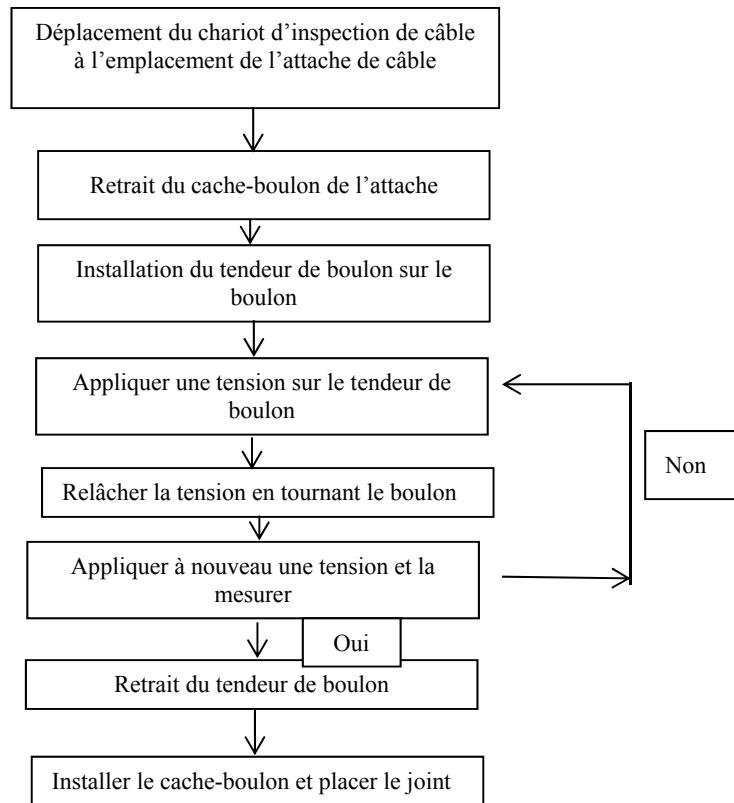 Déplacement du chariot d’inspection de câble
à l’emplacement de l’attache de câble
Retrait du cache-boulon de l’attache
Installation du tendeur de boulon sur le
boulon
Appliquer une tension sur le tendeur de
boulon
Non
Relâcher la tension en tournant le boulon
Appliquer à nouveau une tension et la
mesurer
Oui
Retrait du tendeur de boulon
Installer le cache-boulon et placer le joint